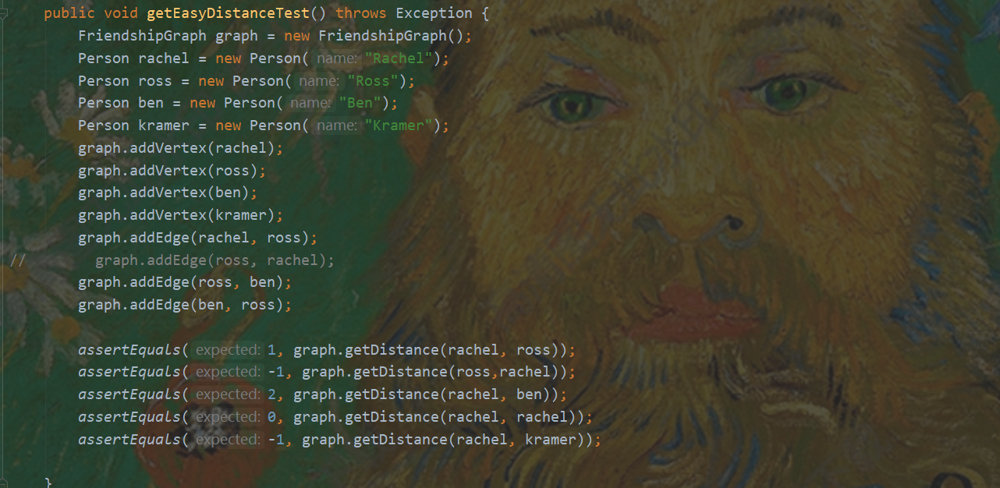 public void getEasyDistanceTest() throws Exception {
FriendshipGraph graph = new FriendshipGraph();
Person rachel = new Person( name: "Rachel");
Person ross = new Person( name: "Ross");
Person ben = new Person( name: "Ben");
Person kramer = new Person( name: "Kramer");
graph.addVertex(rachel);
graph.addVertex(ross);
graph.addVertex(ben);
graph.addVertex(kramer);
graph.addEdge(rachel, ross);
// graph.addEdge(ross, rachel);
graph.addEdge(ross, ben);
graph.addEdge(ben, ross);
assertEquals( expected: 1, graph.getDistance(rachel, ross));
assertEquals( expected: -1, graph.getDistance(ross,rachel));
assertEquals( expected: 2, graph.getDistance(rachel, ben));
assertEquals( expected: 0, graph.getDistance(rachel, rachel));
assertEquals( expected: -1, graph.getDistance(rachel, kramer));
}